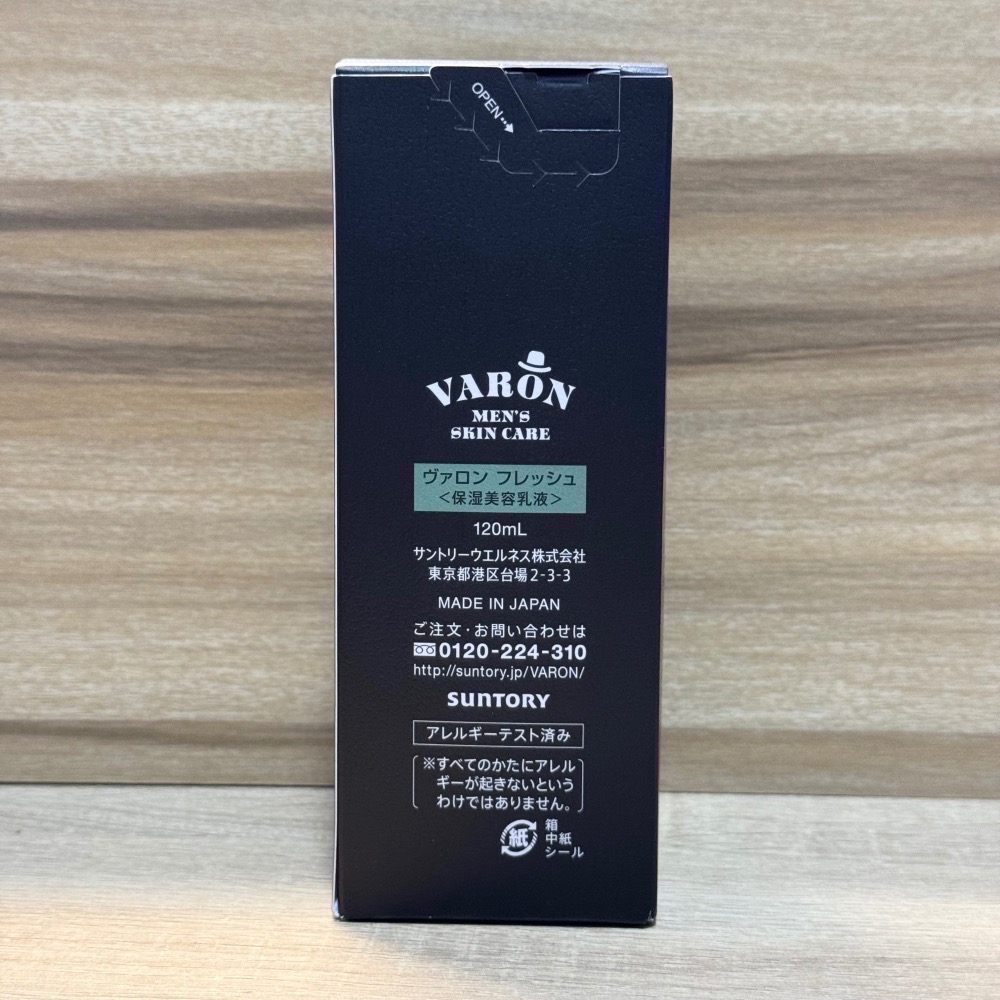 OPEN
VARON
MEN'S
SKIN CARE
ヴァロン フレッシュ
＜保湿美容乳液＞
120mL
サントリーウエルネス株式会社
東京都港区台場2-3-3
MADE IN JAPAN
ご注文・お問い合わせは
0120-224-310
http://suntory.jp/VARON/
SUNTORY
アレルギーテスト済み
※すべてのかたにアレル
ギーが起きないという
わけではありません。
紙
箱
中紙
シール